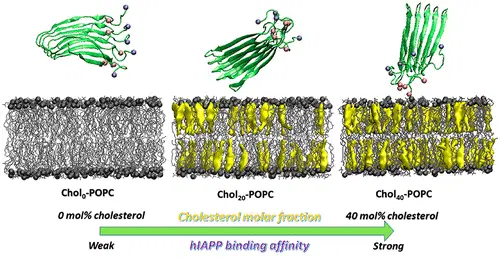 Chol₀-POPC Chol₂₀-POPC Chol₄₀-POPC
0 mol% cholesterol Cholesterol molar fraction 40 mol% cholesterol
Weak hIAPP binding affinity Strong